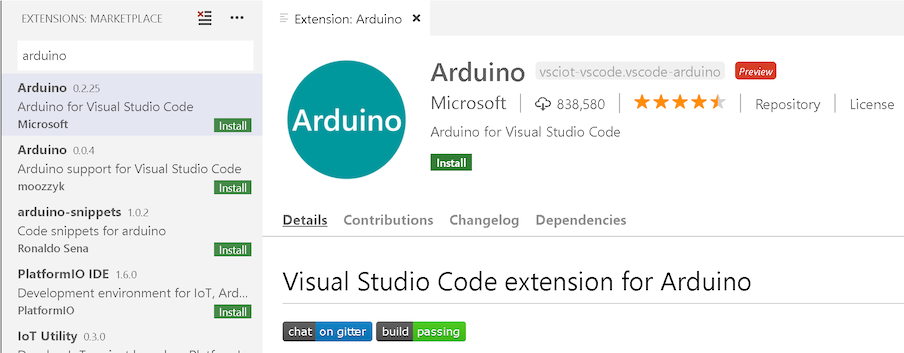 EXTENSIONS: MARKETPLACE
arduino
Arduino 0.2.25
Arduino for Visual Studio Code
Microsoft Install
Arduino 0.0.4
Arduino support for Visual Studio Code
moozzyk Install
arduino-snippets 1.0.2
Code snippets for arduino
Ronaldo Sena Install
PlatformIO IDE 1.6.0
Development environment for IoT, Ard...
PlatformIO Install
IoT Utility 0.3.0
Extension: Arduino
Arduino
Arduino vsciot-vscode.vscode-arduino Preview
Microsoft 838,580 Repository License
Arduino for Visual Studio Code
Install
Details Contributions Changelog Dependencies
Visual Studio Code extension for Arduino
chat on gitter build passing